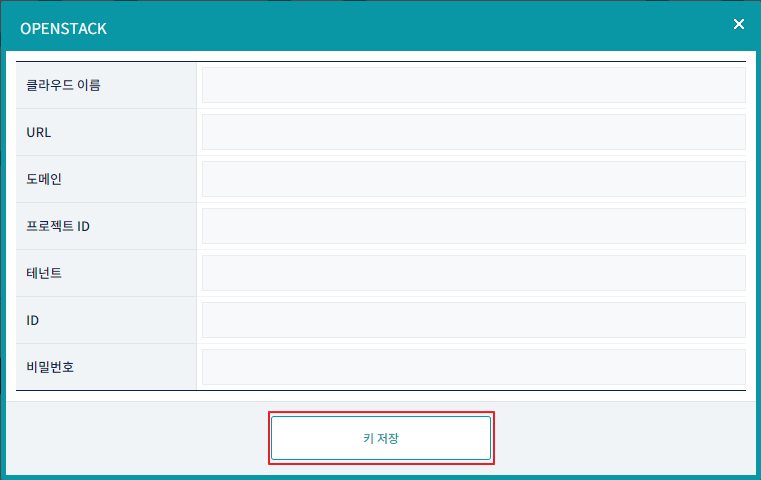 OPENSTACK
클라우드 이름
URL
도메인
프로젝트 ID
테넌트
ID
비밀번호
키 저장